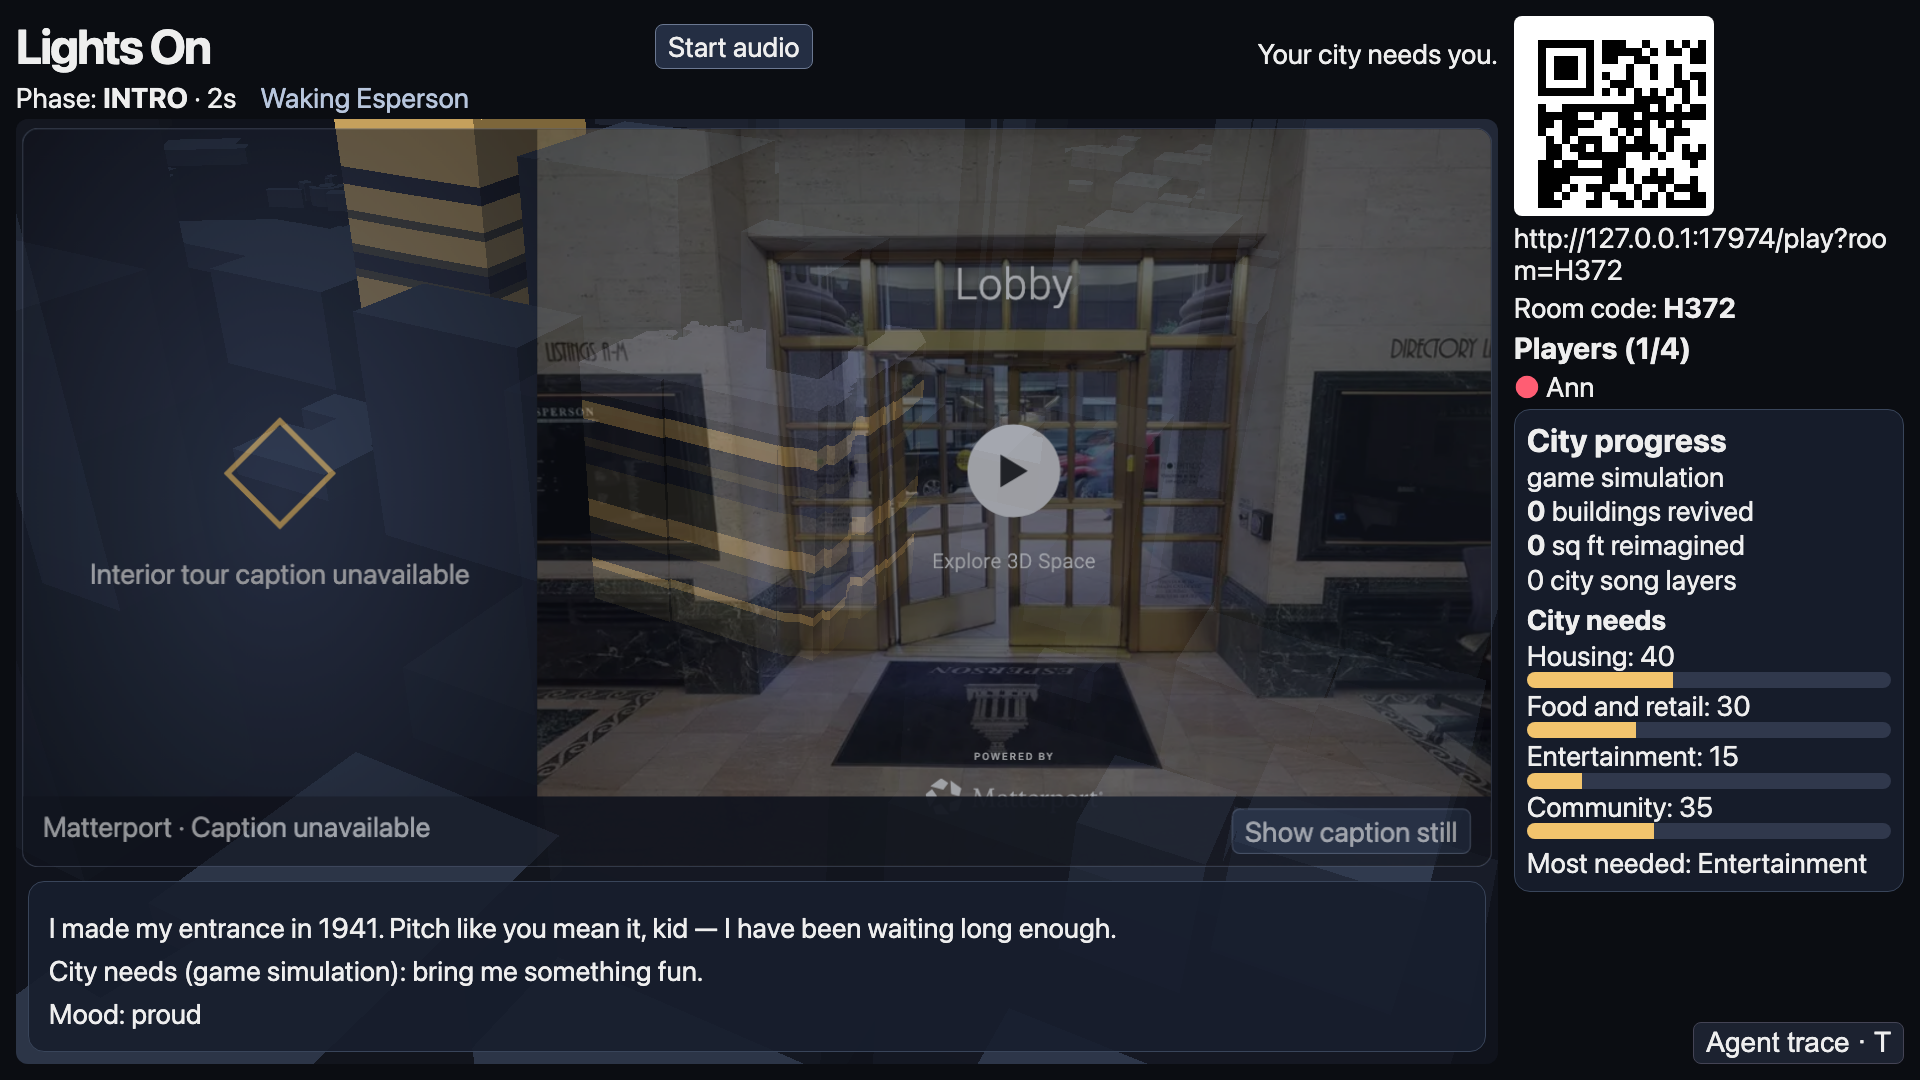 Lights On
Start audio
Your city needs you.
Phase: INTRO · 2s Waking Esperson
Lobby
LISTINGS A-M
DIRECTORY
ESPERSON
Explore 3D Space
Interior tour caption unavailable
ESPERSON
POWERED BY
Matterport
Matterport · Caption unavailable
Show caption still
I made my entrance in 1941. Pitch like you mean it, kid — I have been waiting long enough.
City needs (game simulation): bring me something fun.
Mood: proud
http://127.0.0.1:17974/play?roo
m=H372
Room code: H372
Players (1/4)
Ann
City progress
game simulation
0 buildings revived
0 sq ft reimagined
0 city song layers
City needs
Housing: 40
Food and retail: 30
Entertainment: 15
Community: 35
Most needed: Entertainment
Agent trace · T